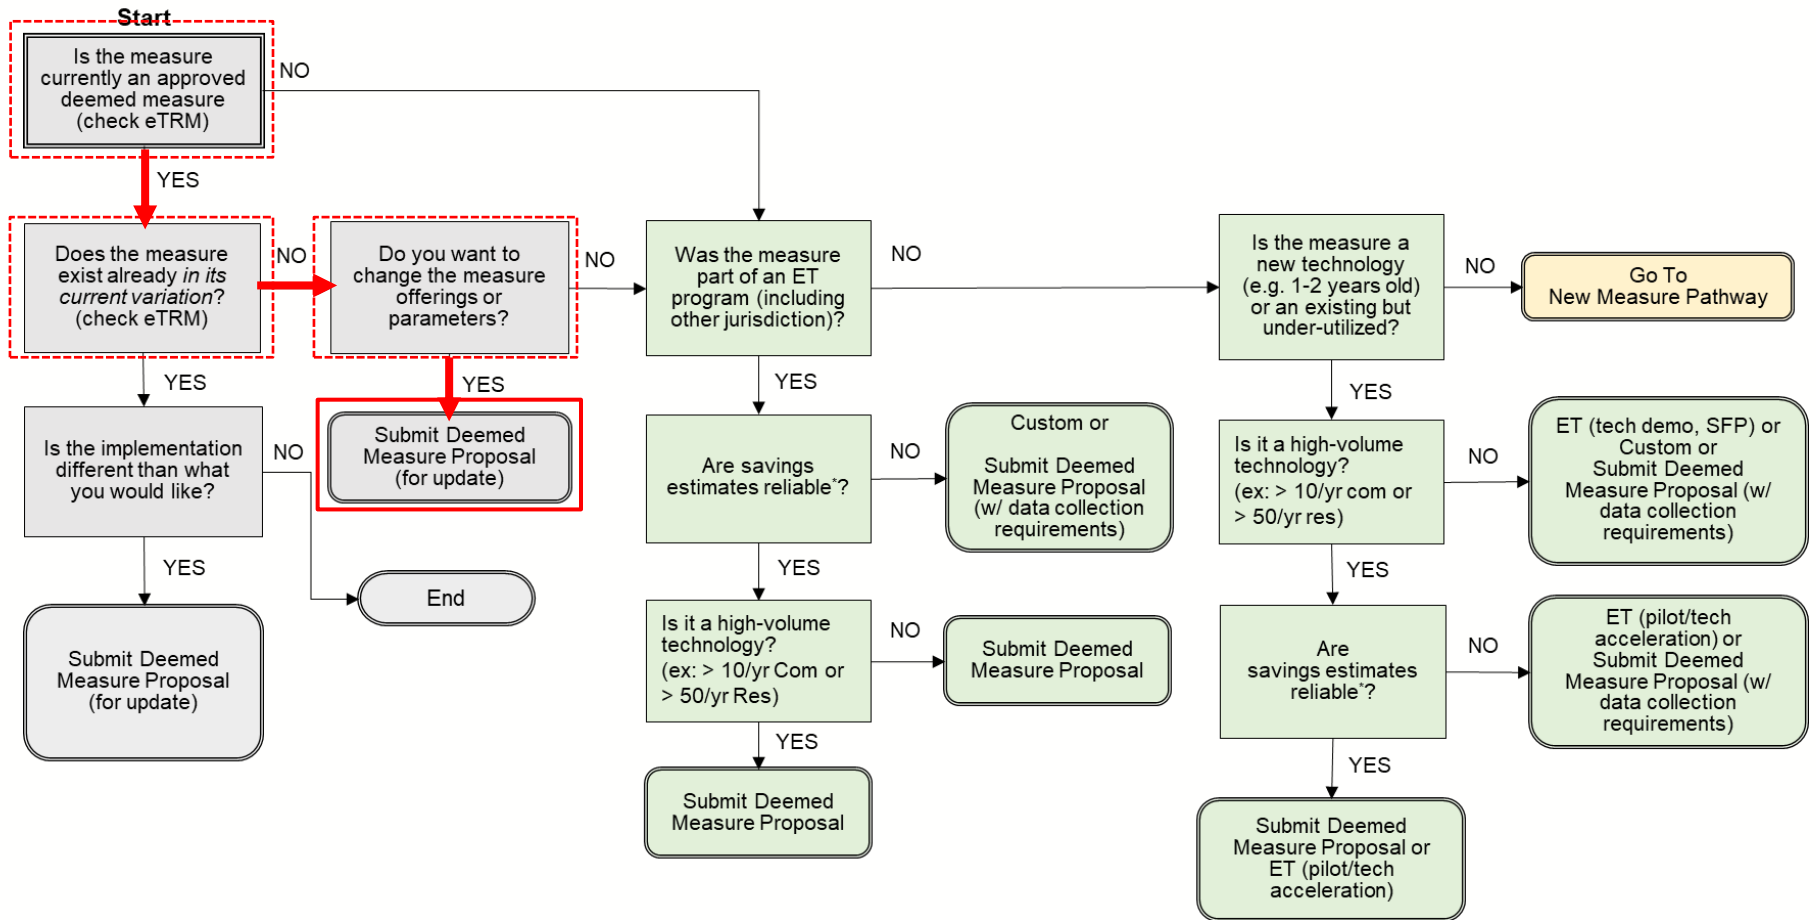 Start
Is the measure
currently an approved
deemed measure
(check eTRM)
NO
YES
Does the measure
exist already in its
current variation?
(check eTRM)
NO
Do you want to
change the measure
offerings or
parameters?
NO
Was the measure
part of an ET
program (including
other jurisdiction)?
NO
Is the measure a
new technology
(e.g. 1-2 years old)
or an existing but
under-utilized?
NO
Go To
New Measure Pathway
YES
YES
YES
YES
Is the implementation
different than what
you would like?
NO
Submit Deemed
Measure Proposal
(for update)
Are savings
estimates reliable*?
NO
Custom or
Submit Deemed
Measure Proposal
(w/ data collection
requirements)
Is it a high-volume
technology?
(ex: > 10/yr com or
> 50/yr res)
NO
ET (tech demo, SFP) or
Custom or
Submit Deemed
Measure Proposal (w/
data collection
requirements)
YES
End
YES
YES
Submit Deemed
Measure Proposal
(for update)
Is it a high-volume
technology?
(ex: > 10/yr Com or
> 50/yr Res)
NO
Submit Deemed
Measure Proposal
Are
savings estimates
reliable*?
NO
ET (pilot/tech
acceleration) or
Submit Deemed
Measure Proposal (w/
data collection
requirements)
YES
YES
Submit Deemed
Measure Proposal
Submit Deemed
Measure Proposal or
ET (pilot/tech
acceleration)